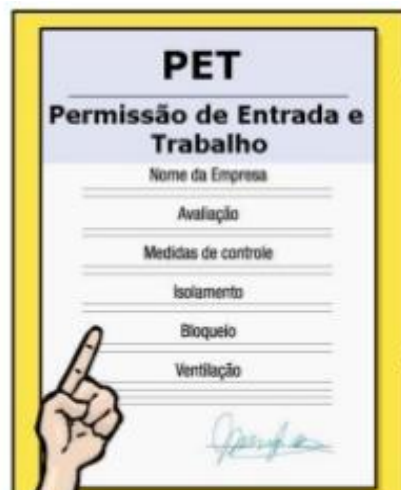 PET
Permissão de Entrada e
Trabalho
Nome da Empresa
Avaliação
Medidas de controle
Isolamento
Bloqueio
Ventilação